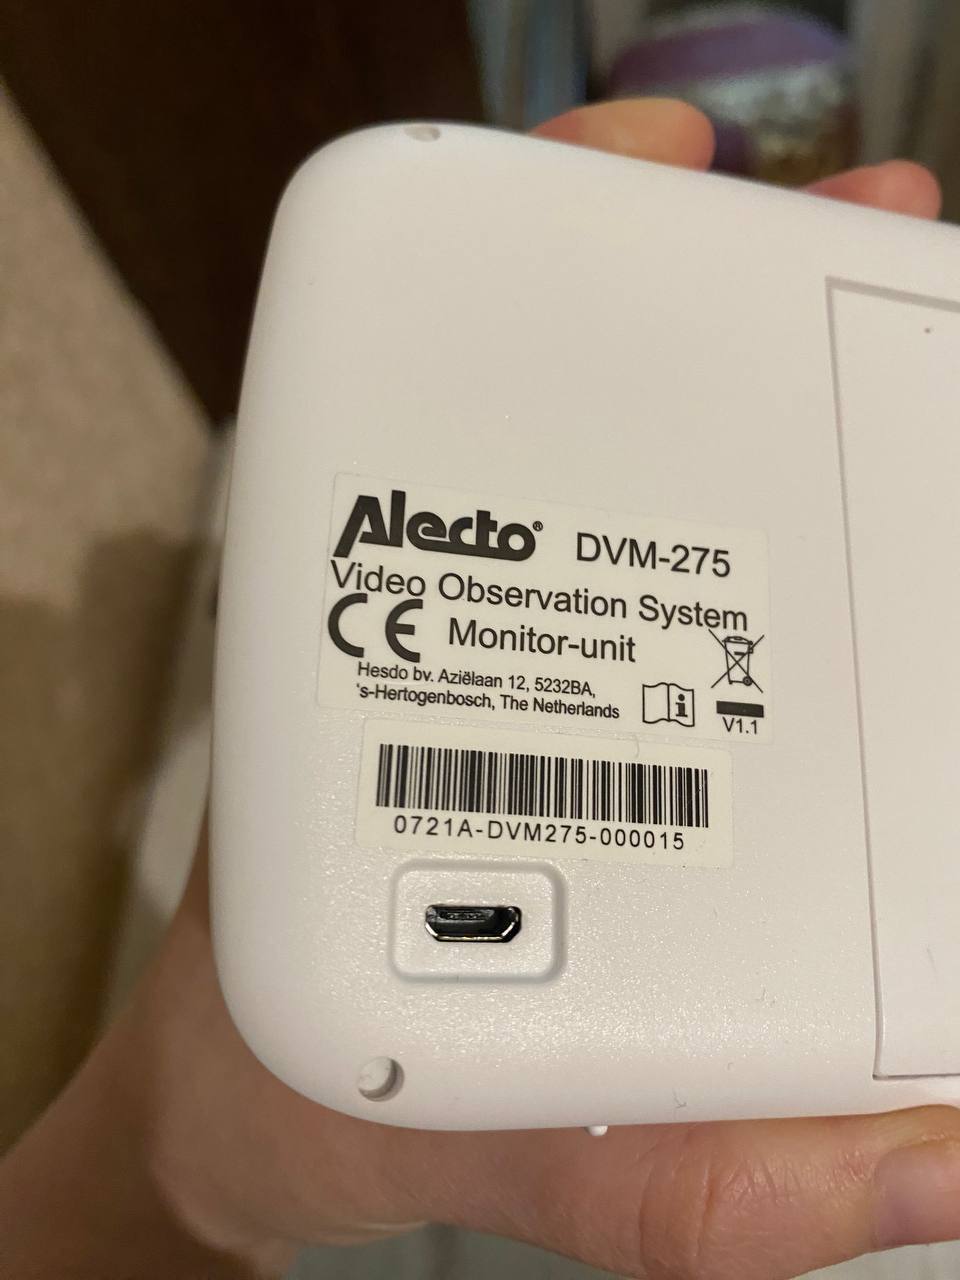 Alecto® DVM-275
Video Observation System
CE Monitor-unit
Hesdo bv. Aziëlaan 12, 5232BA,
's-Hertogenbosch, The Netherlands
i
V1.1
0721A-DVM275-000015